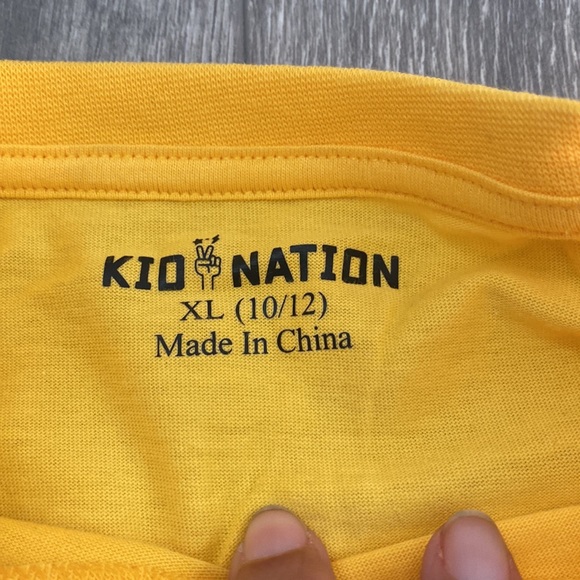 KID NATION
XL (10/12)
Made In China